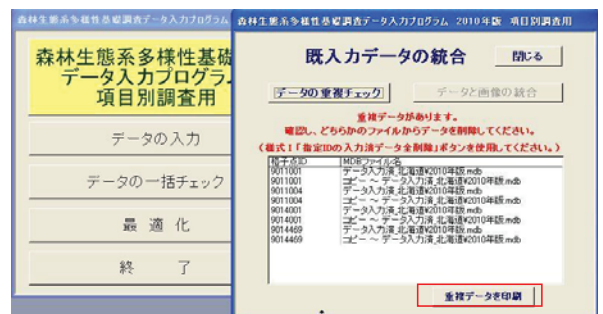 森林生態系多様性基礎調査データ入力プログラム
森林生態系多様性基礎
データ入力プログラム
項目別調査用
データの入力
データの一括チェック
最 適 化
終 了
森林生態系多様性基礎調査データ入力プログラム 2010年版 項目別調査用
既入力データの統合
閉じる
データの重複チェック
データと画像の統合
重複データがあります。
確認し、どちらかのファイルからデータを削除してください。
(様式1「指定IDの入力済データ全削除」ボタンを使用してください。)
格子点ID MDBファイル名
9011001 データ入力済_北海道¥2010年版.mdb
9011001 コピー ～ データ入力済_北海道¥2010年版.mdb
9011004 データ入力済_北海道¥2010年版.mdb
9011004 コピー ～ データ入力済_北海道¥2010年版.mdb
9014001 データ入力済_北海道¥2010年版.mdb
9014001 コピー ～ データ入力済_北海道¥2010年版.mdb
9014469 データ入力済_北海道¥2010年版.mdb
9014469 コピー ～ データ入力済_北海道¥2010年版.mdb
重複データを印刷